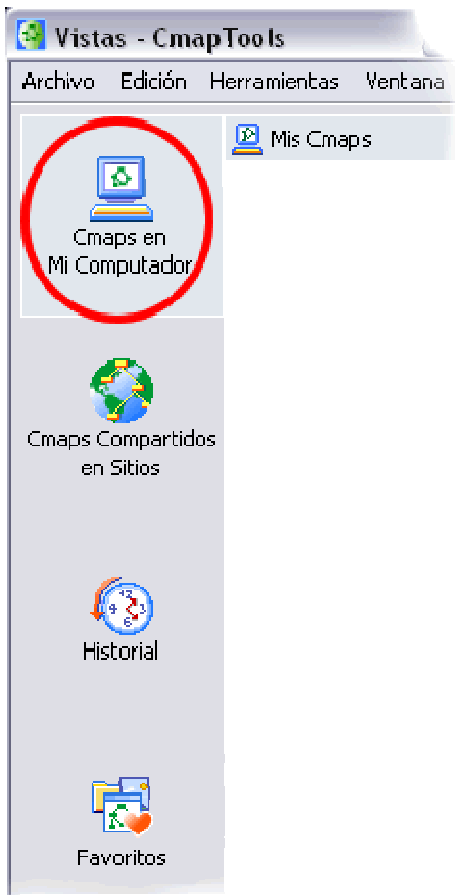 Vistas - CmapTools
Archivo Edición Herramientas Ventana
Mis Cmaps
Cmaps en
Mi Computador
Cmaps Compartidos
en Sitios
Historial
Favoritos